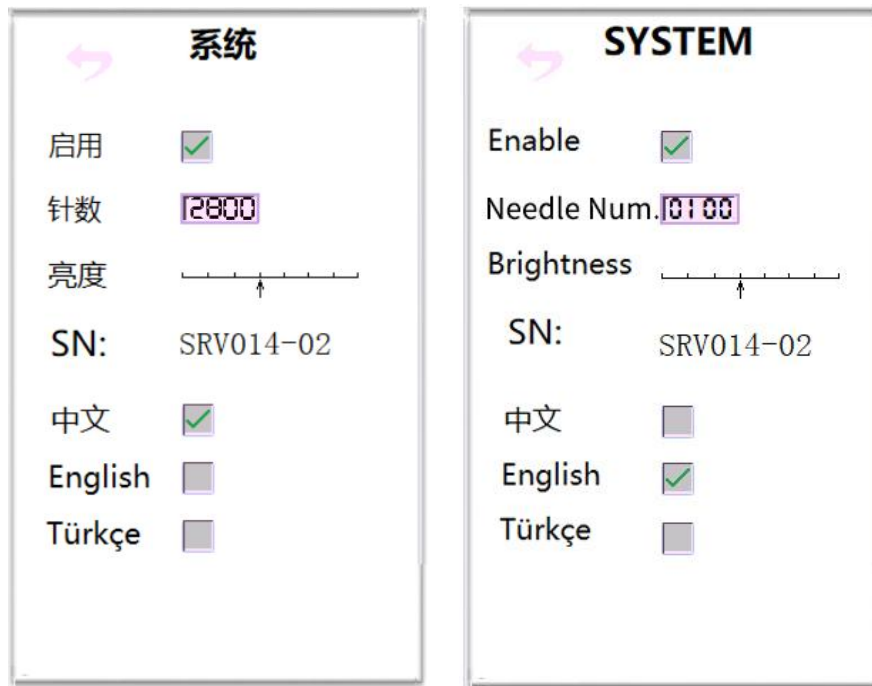 系统
启用
针数 2800
亮度
SN: SRV014-02
中文
English
Türkçe
SYSTEM
Enable
Needle Num. 0100
Brightness
SN: SRV014-02
中文
English
Türkçe